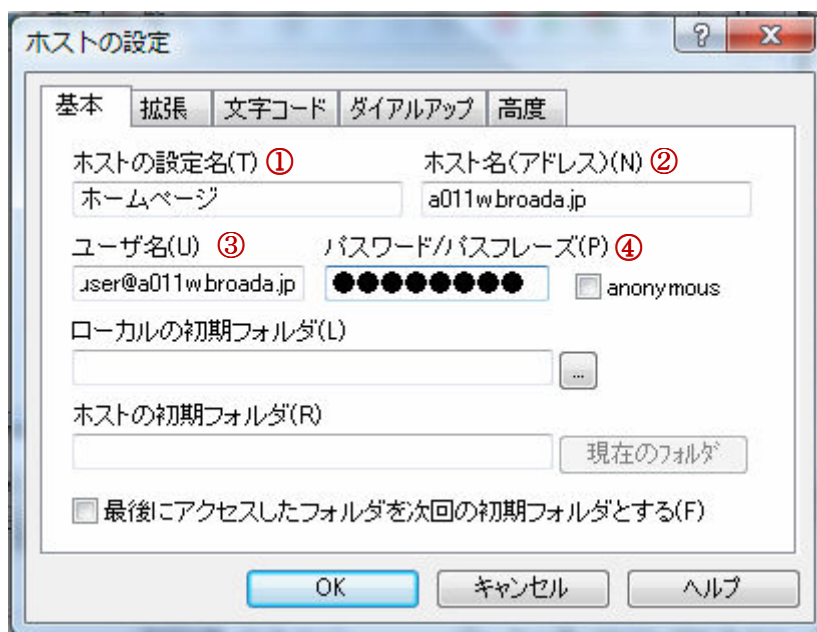 ホストの設定
基本 拡張 文字コード ダイアルアップ 高度
ホストの設定名(T) ① ホスト名(アドレス)(N) ②
ホームページ a011w.broada.jp
ユーザ名(U) ③ パスワード/パスフレーズ(P) ④
user@a011w.broada.jp ●●●●●●●● anonymous
ローカルの初期フォルダ(L)
...
ホストの初期フォルダ(R)
現在のフォルダ
最後にアクセスしたフォルダを次回の初期フォルダとする(F)
OK キャンセル ヘルプ